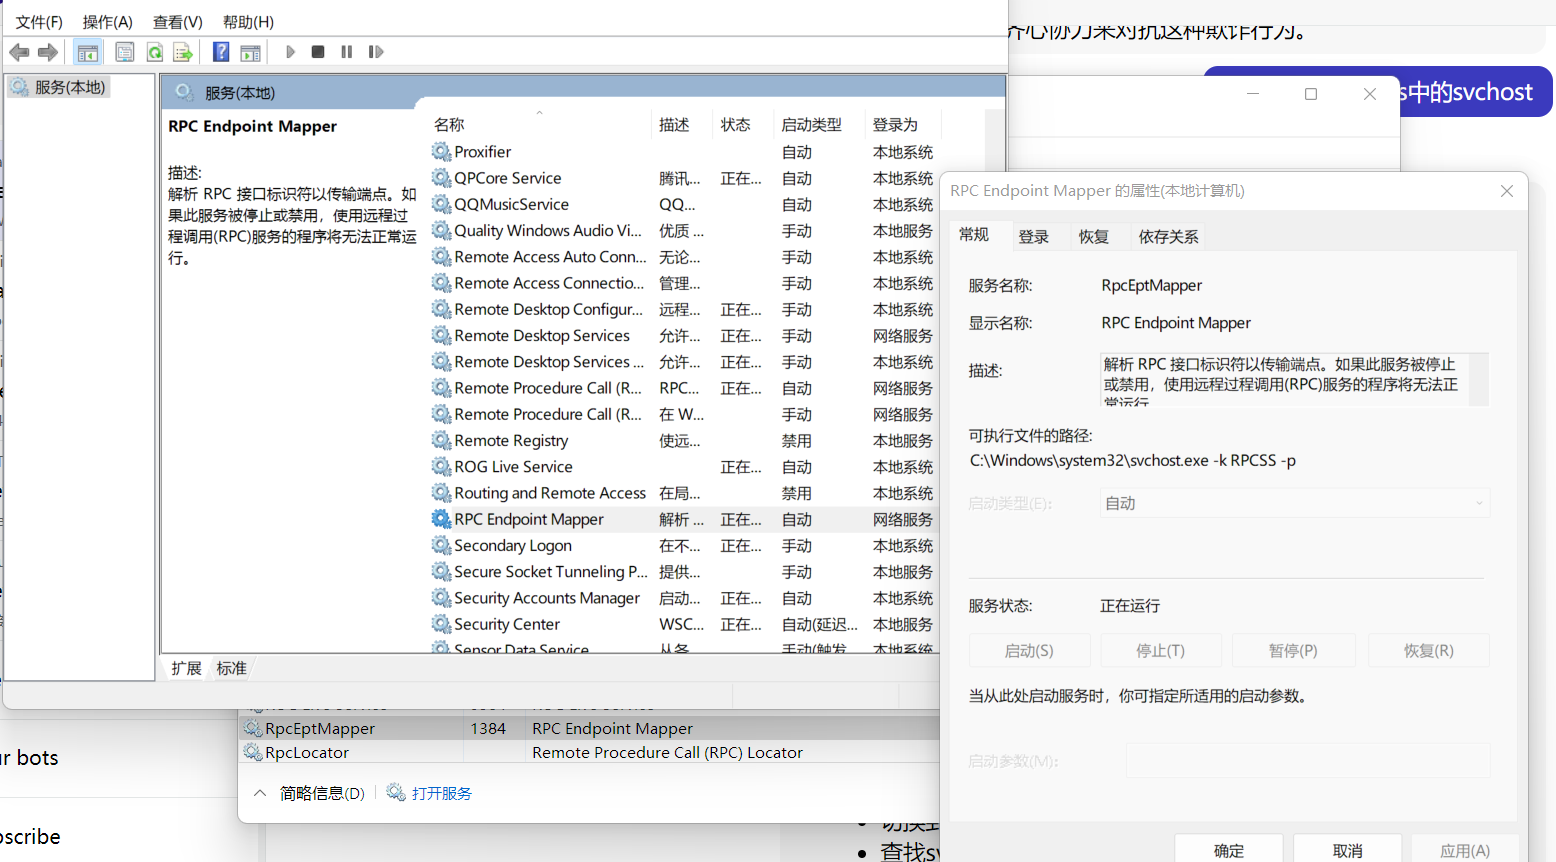 文件(F) 操作(A) 查看(V) 帮助(H)
服务(本地)
服务(本地)
RPC Endpoint Mapper
描述:
解析 RPC 接口标识符以传输端点。如
果此服务被停止或禁用，使用远程过
程调用(RPC)服务的程序将无法正常运
行。
名称 描述 状态 启动类型 登录为
Proxifier 自动 本地系统
QPCore Service 腾讯... 正在... 自动 本地系统
QQMusicService QQ... 自动 本地系统
Quality Windows Audio Vi... 优质 ... 手动 本地服务
Remote Access Auto Conn... 无论... 手动 本地系统
Remote Access Connectio... 管理... 手动 本地系统
Remote Desktop Configur... 远程... 正在... 手动 本地系统
Remote Desktop Services 允许... 正在... 手动 网络服务
Remote Desktop Services ... 允许... 正在... 手动 本地系统
Remote Procedure Call (R... RPC... 正在... 自动 网络服务
Remote Procedure Call (R... 在 W... 手动 网络服务
Remote Registry 使远... 禁用 本地服务
ROG Live Service 正在... 自动 本地系统
Routing and Remote Access 在局... 禁用 本地系统
RPC Endpoint Mapper 解析 ... 正在... 自动 网络服务
Secondary Logon 在不... 正在... 手动 本地系统
Secure Socket Tunneling P... 提供... 手动 本地服务
Security Accounts Manager 启动... 正在... 自动 本地系统
Security Center WSC... 正在... 自动(延迟... 本地服务
Sensor Data Service 从各... 手动(触发... 本地系统
扩展 标准
RpcEptMapper 1384 RPC Endpoint Mapper
RpcLocator Remote Procedure Call (RPC) Locator
简略信息(D) 打开服务
r bots
scribe
齐心协力来对抗这种欺诈行为。
s中的svchost
RPC Endpoint Mapper 的属性(本地计算机)
常规 登录 恢复 依存关系
服务名称: RpcEptMapper
显示名称: RPC Endpoint Mapper
描述: 解析 RPC 接口标识符以传输端点。如果此服务被停止
或禁用，使用远程过程调用(RPC)服务的程序将无法正
常运行
可执行文件的路径:
C:\Windows\system32\svchost.exe -k RPCSS -p
启动类型(E): 自动
服务状态: 正在运行
启动(S) 停止(T) 暂停(P) 恢复(R)
当从此处启动服务时，你可指定所适用的启动参数。
启动参数(M):
确定 取消 应用(A)
查找sv